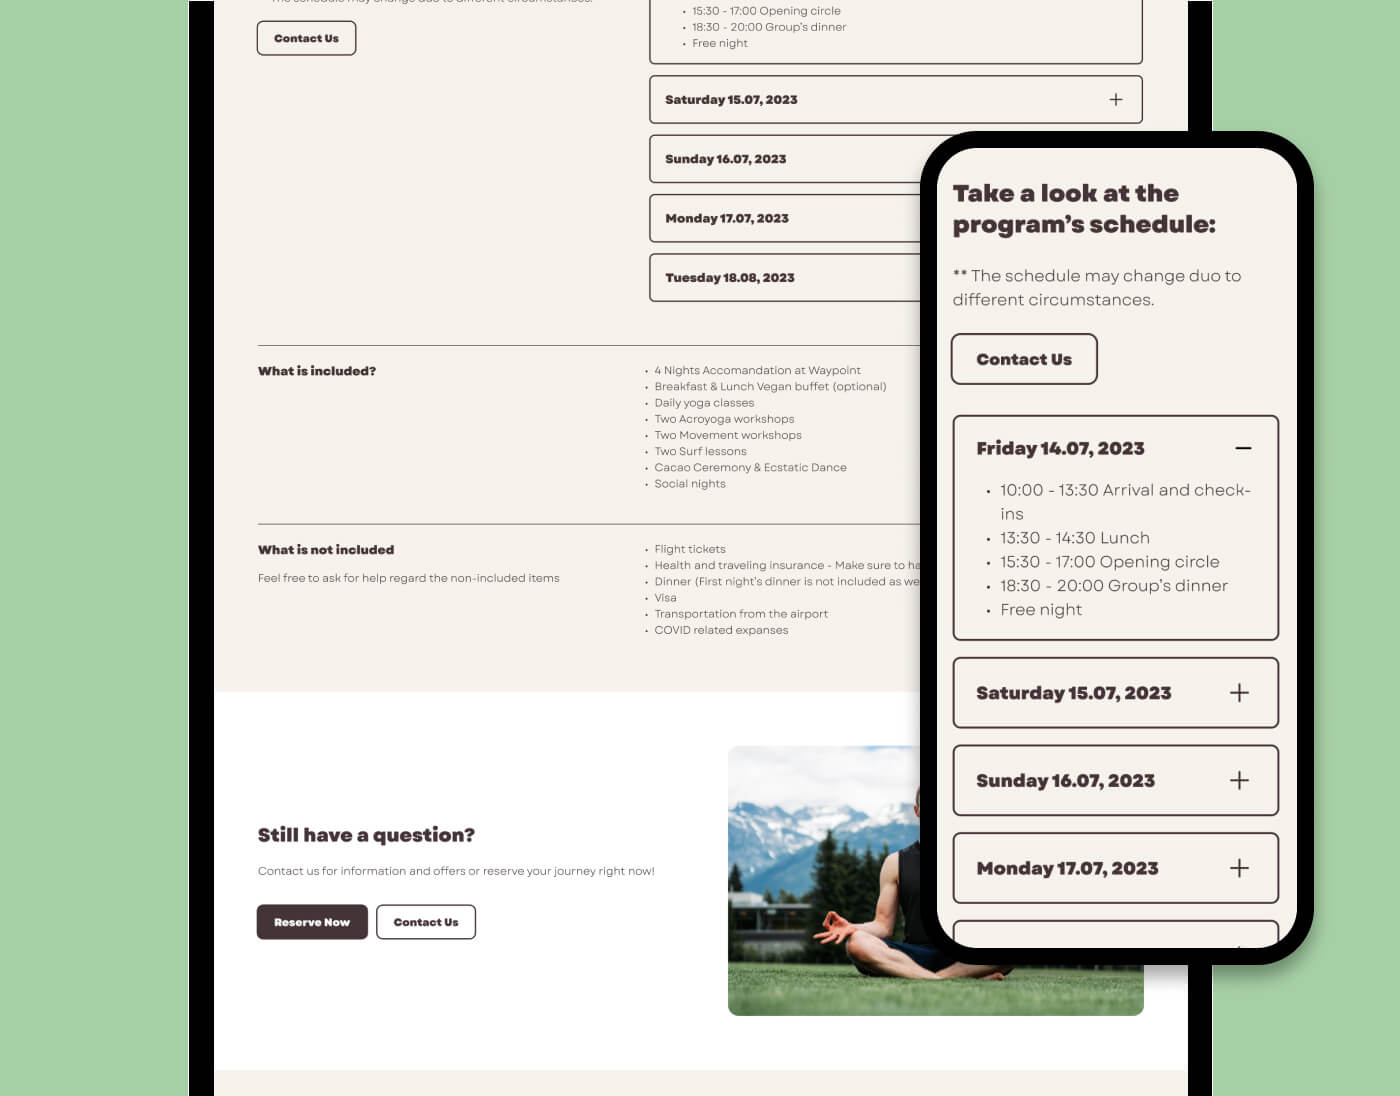 The schedule may change duo to different circumstances.
Contact Us
• 15:30 - 17:00 Opening circle
• 18:30 - 20:00 Group's dinner
• Free night
Saturday 15.07, 2023
Sunday 16.07, 2023
Monday 17.07, 2023
Tuesday 18.08, 2023
What is included?
• 4 Nights Accomandation at Waypoint
• Breakfast & Lunch Vegan buffet (optional)
• Daily yoga classes
• Two Acroyoga workshops
• Two Movement workshops
• Two Surf lessons
• Cacao Ceremony & Ecstatic Dance
• Social nights
What is not included
Feel free to ask for help regard the non-included items
• Flight tickets
• Health and traveling insurance - Make sure to ha
• Dinner (First night's dinner is not included as we
• Visa
• Transportation from the airport
• COVID related expanses
Still have a question?
Contact us for information and offers or reserve your journey right now!
Reserve Now
Contact Us
Take a look at the
program's schedule:
** The schedule may change duo to
different circumstances.
Contact Us
Friday 14.07, 2023
• 10:00 - 13:30 Arrival and check-
ins
• 13:30 - 14:30 Lunch
• 15:30 - 17:00 Opening circle
• 18:30 - 20:00 Group's dinner
• Free night
Saturday 15.07, 2023
Sunday 16.07, 2023
Monday 17.07, 2023